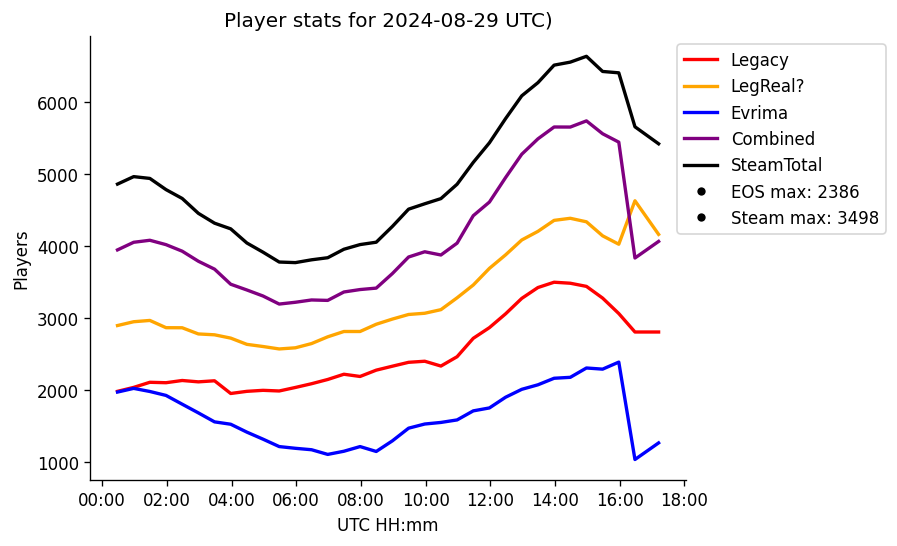 Player stats for 2024-08-29 UTC)
Legacy
LegReal?
Evrima
Combined
SteamTotal
EOS max: 2386
Steam max: 3498
Players
6000
5000
4000
3000
2000
1000
00:00 02:00 04:00 06:00 08:00 10:00 12:00 14:00 16:00 18:00
UTC HH:mm